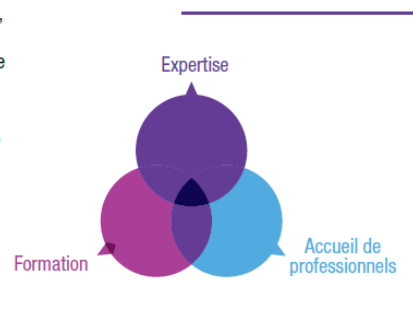 e
Expertise
Formation
Accueil de
professionnels